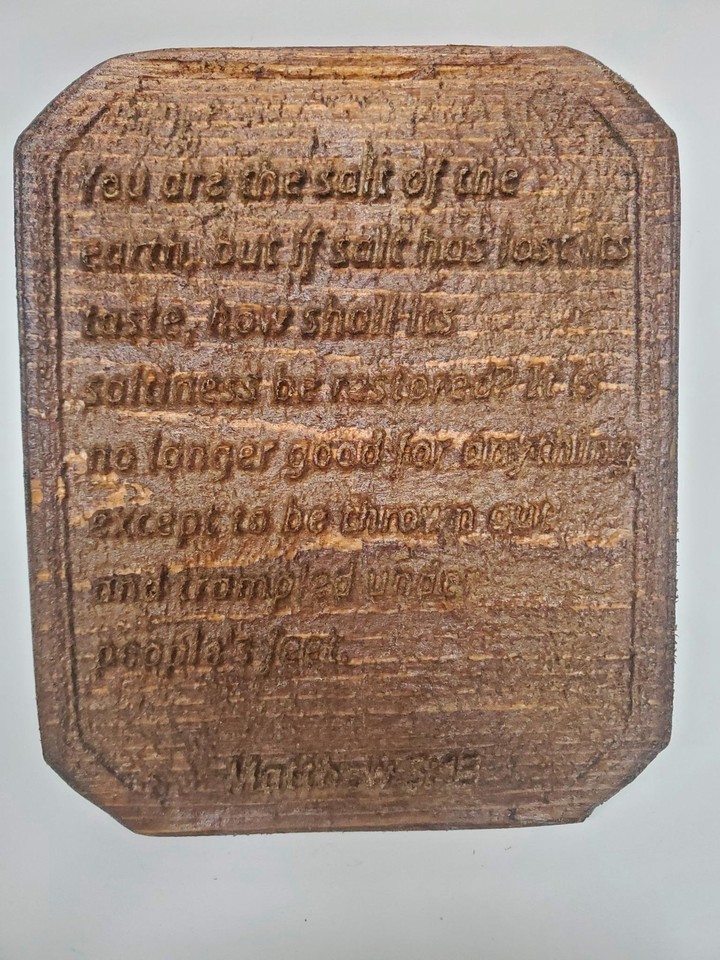 You are the salt of the
earth, but if salt has lost its
taste, how shall its
saltiness be restored? It is
no longer good for anything
except to be thrown out
and trampled under
people's feet.
Matthew 5:13